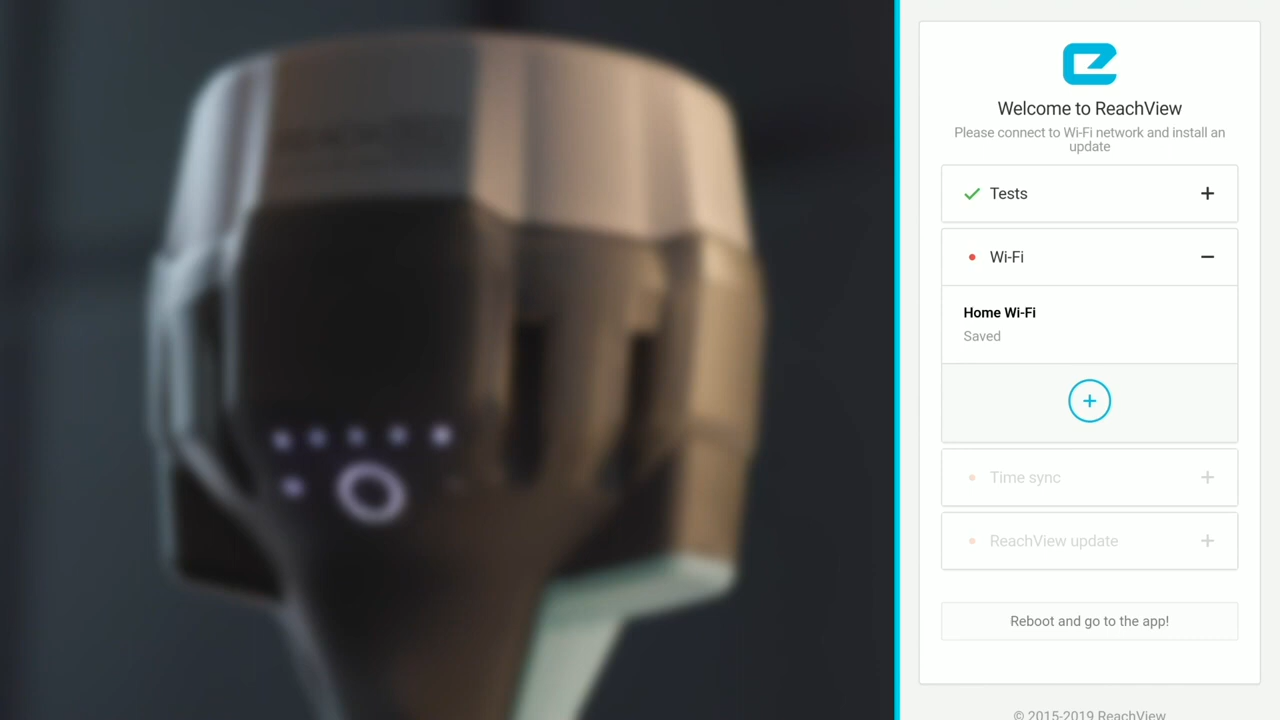 Welcome to ReachView
Please connect to Wi-Fi network and install an
update
Tests
Wi-Fi
Home Wi-Fi
Saved
Time sync
ReachView update
Reboot and go to the app!
© 2015-2019 ReachView